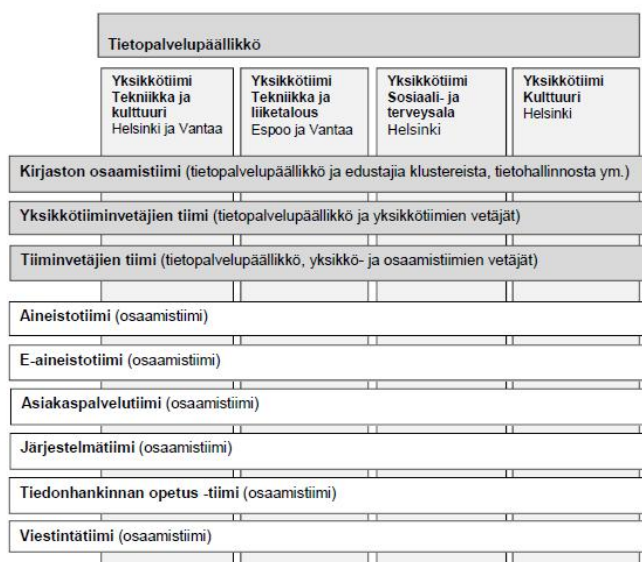 Tietopalvelupäällikkö
Yksikkötiimi
Tekniikka ja
kulttuuri
Helsinki ja Vantaa
Yksikkötiimi
Tekniikka ja
liiketalous
Espoo ja Vantaa
Yksikkötiimi
Sosiaali- ja
terveysala
Helsinki
Yksikkötiimi
Kulttuuri
Helsinki
Kirjaston osaamistiimi (tietopalvelupäällikkö ja edustajia klustereista, tietohallinnosta ym.)
Yksikkötiiminvetäjien tiimi (tietopalvelupäällikkö ja yksikkötiimien vetäjät)
Tiiminvetäjien tiimi (tietopalvelupäällikkö, yksikkö- ja osaamistiimien vetäjät)
Aineistotiimi (osaamistiimi)
E-aineistotiimi (osaamistiimi)
Asiakaspalvelutiimi (osaamistiimi)
Järjestelmätiimi (osaamistiimi)
Tiedonhankinnan opetus -tiimi (osaamistiimi)
Viestintätiimi (osaamistiimi)